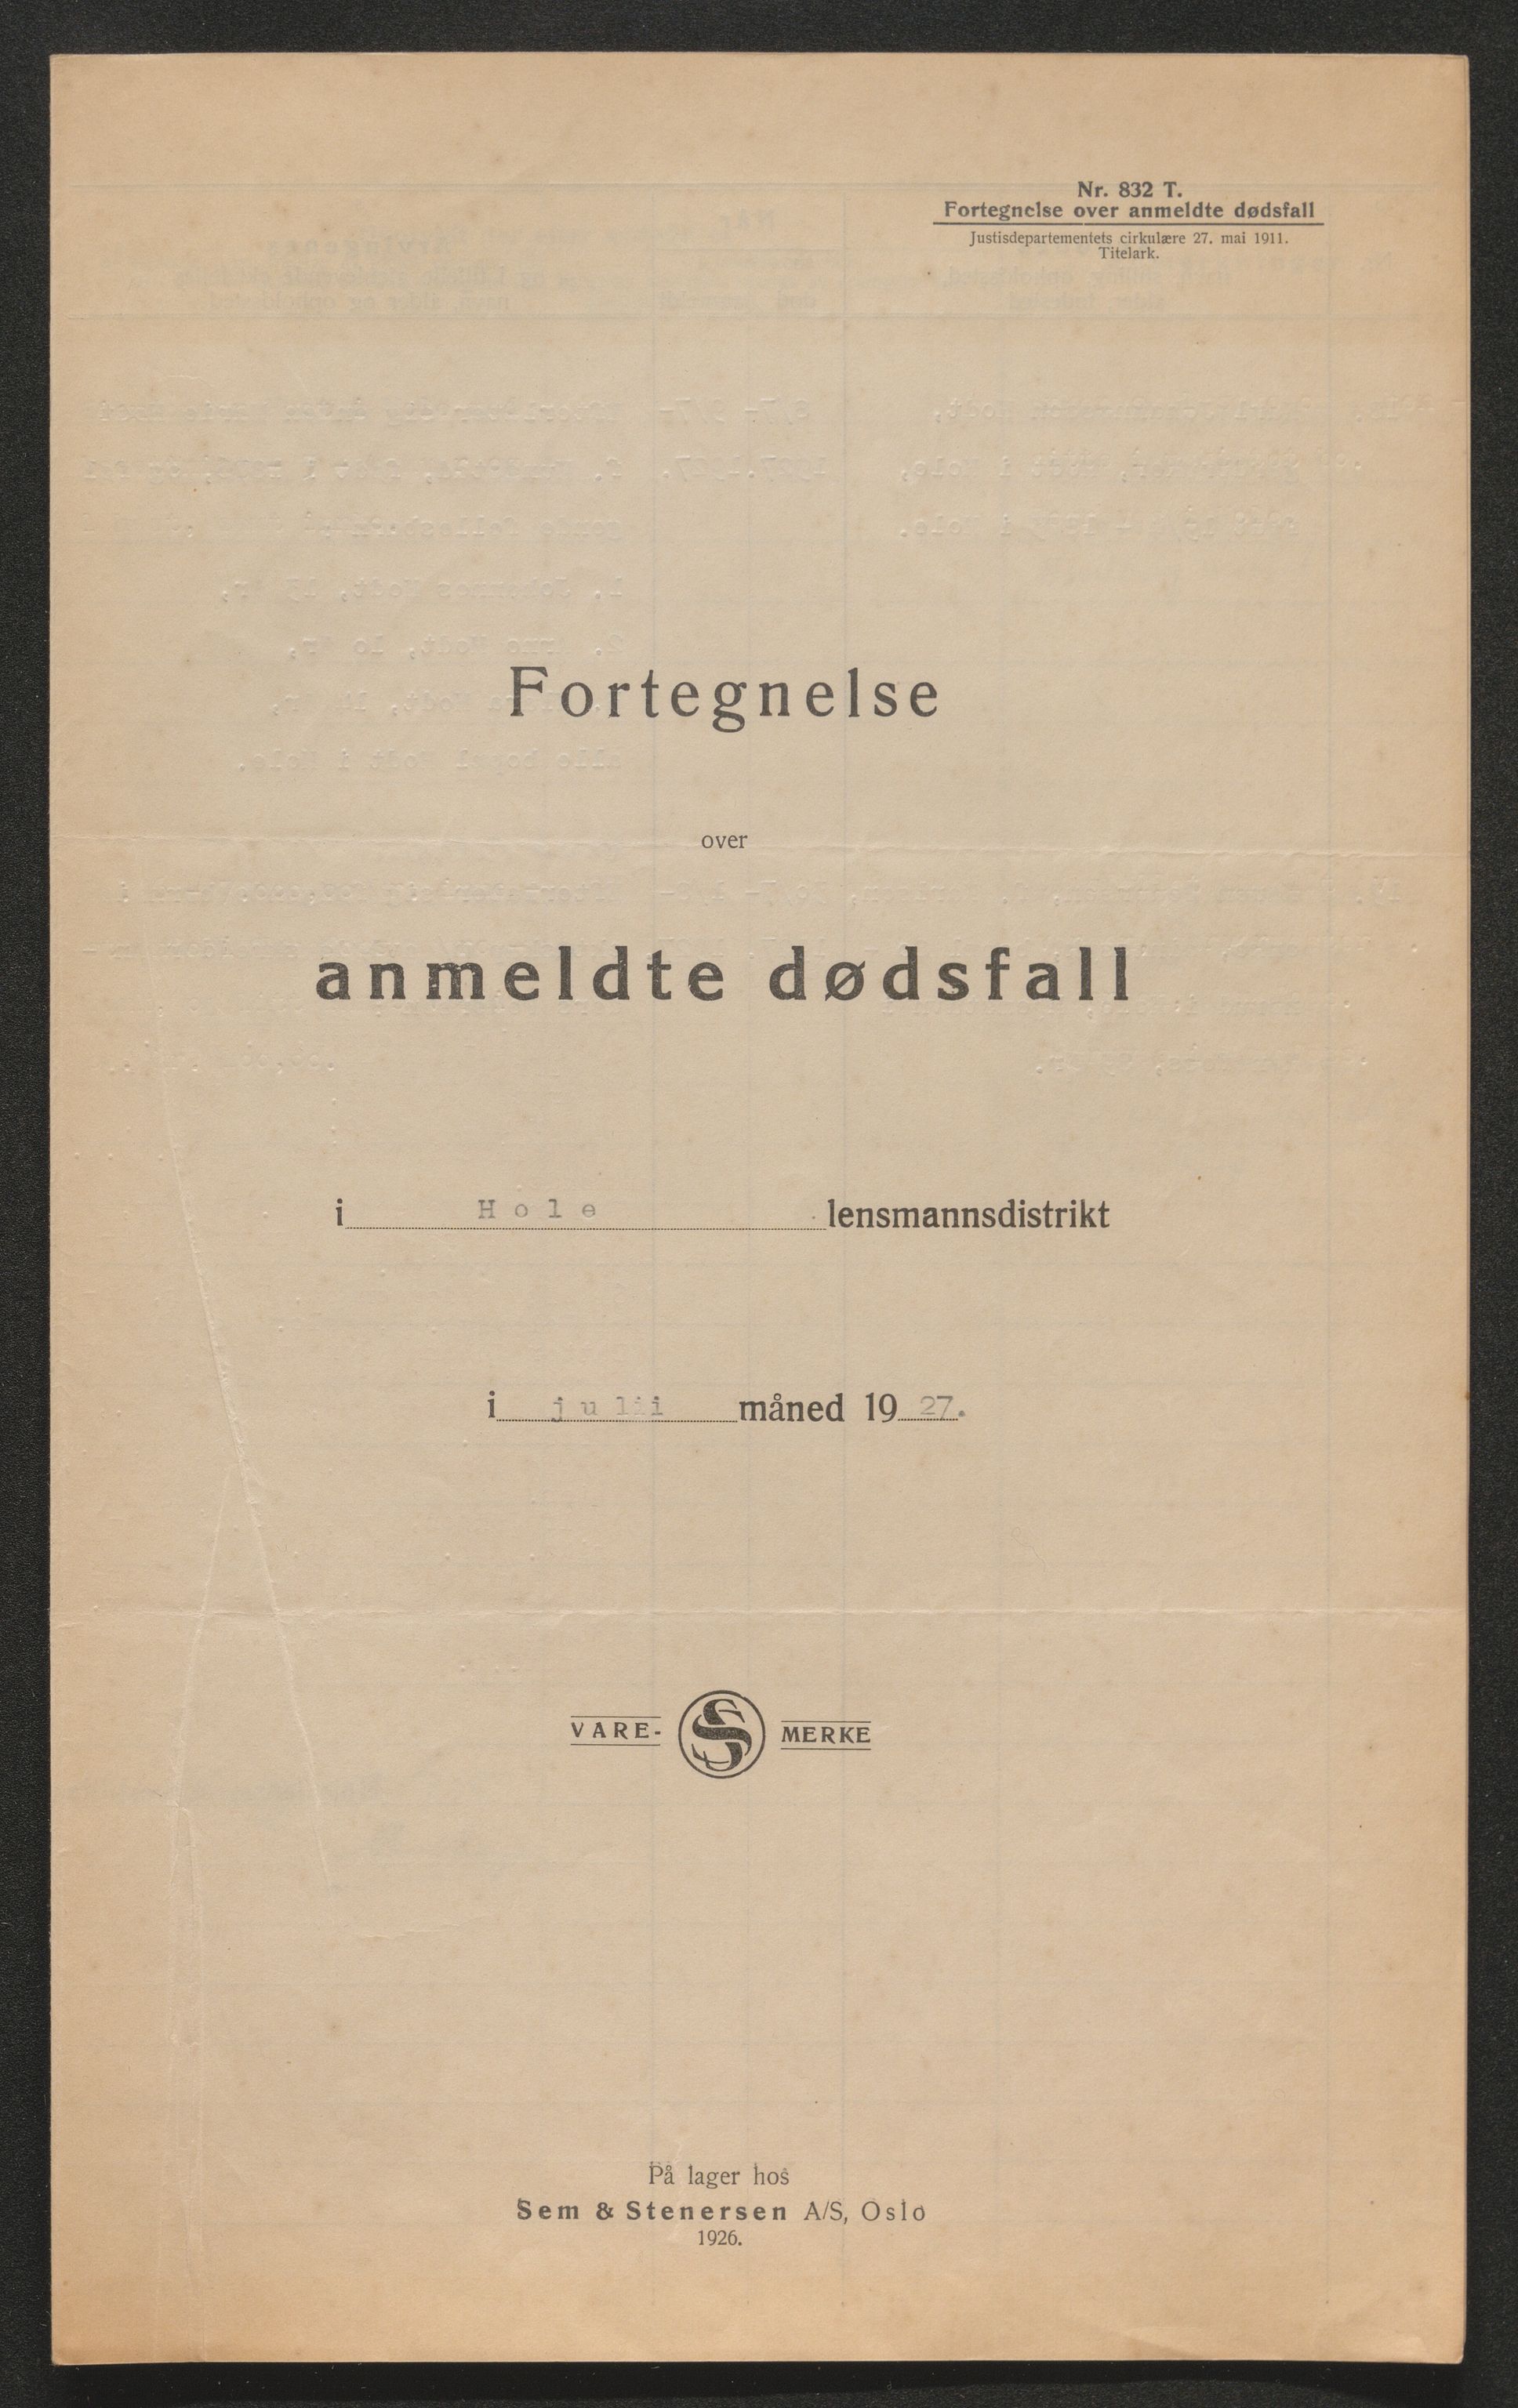 Nr. 832 T.
Fortegnelse over anmeldte dødsfall
Justisdepartementets cirkulære 27. mai 1911.
Titelark.
Fortegnelse
over
anmeldte dødsfall
i Hole lensmannsdistrikt
i julii måned 1927.
VARE- SS MERKE
På lager hos
Sem & Stenersen A/S, Oslo
1926.